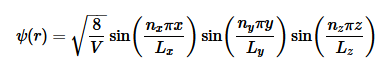 ψ(r) = √(8/V) sin(nₓπx/Lₓ) sin(n_yπy/L_y) sin(n_zπz/L_z)